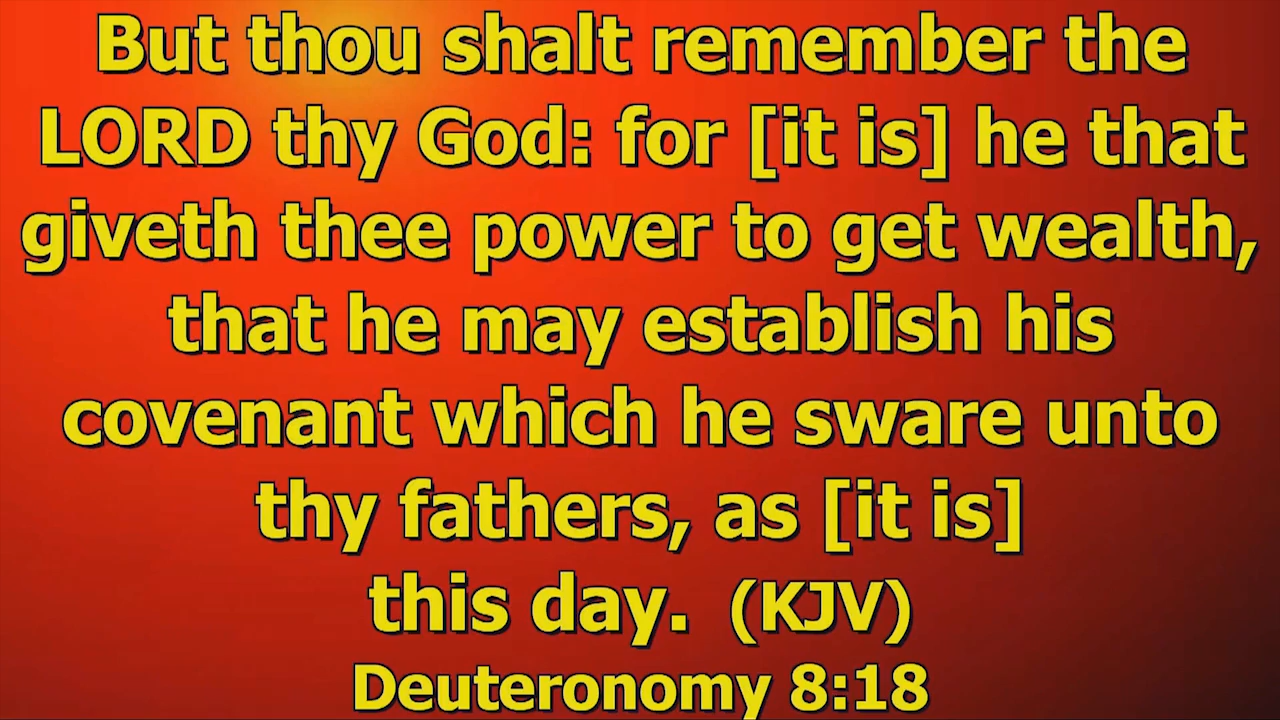 But thou shalt remember the
LORD thy God: for [it is] he that
giveth thee power to get wealth,
that he may establish his
covenant which he sware unto
thy fathers, as [it is]
this day.  (KJV)
Deuteronomy 8:18